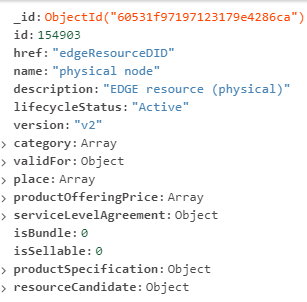 _id: ObjectId("60531f97197123179e4286ca")
id: 154903
href: "edgeResourceDID"
name: "physical node"
description: "EDGE resource (physical)"
lifecycleStatus: "Active"
version: "v2"
> category: Array
> validFor: Object
> place: Array
> productOfferingPrice: Array
> serviceLevelAgreement: Object
isBundle: 0
isSellable: 0
> productSpecification: Object
> resourceCandidate: Object